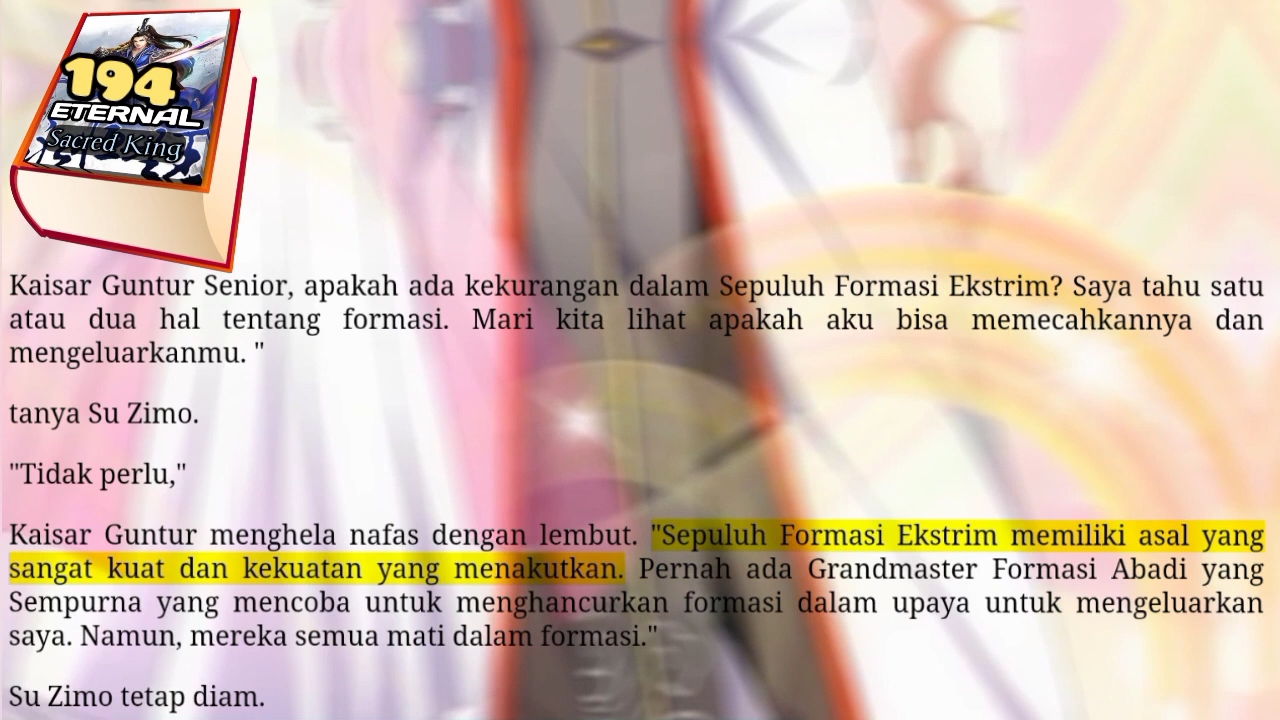 194
ETERNAL
Sacred King
Kaisar Guntur Senior, apakah ada kekurangan dalam Sepuluh Formasi Ekstrim? Saya tahu satu
atau dua hal tentang formasi. Mari kita lihat apakah aku bisa memecahkannya dan
mengeluarkanmu. "
tanya Su Zimo.
"Tidak perlu,"
Kaisar Guntur menghela nafas dengan lembut. "Sepuluh Formasi Ekstrim memiliki asal yang
sangat kuat dan kekuatan yang menakutkan. Pernah ada Grandmaster Formasi Abadi yang
Sempurna yang mencoba untuk menghancurkan formasi dalam upaya untuk mengeluarkan
saya. Namun, mereka semua mati dalam formasi."
Su Zimo tetap diam.